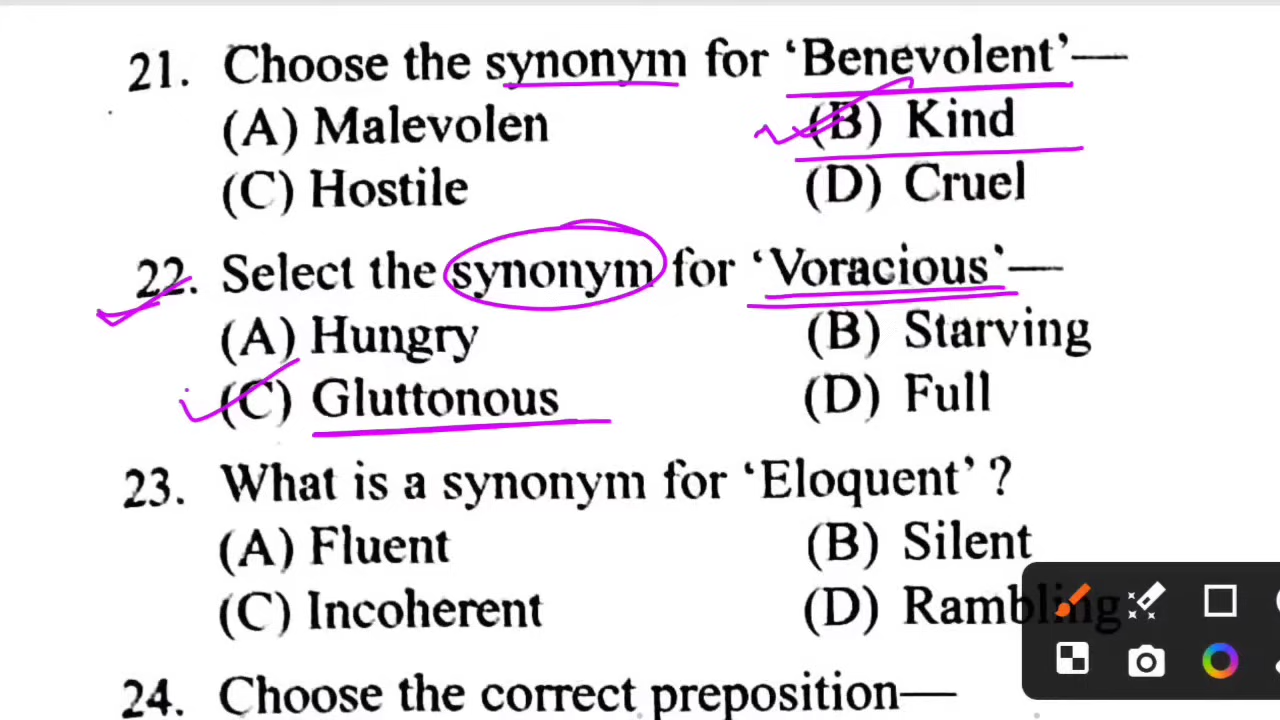 21. Choose the synonym for ‘Benevolent’—
(A) Malevolen (B) Kind
(C) Hostile (D) Cruel
22. Select the synonym for ‘Voracious’—
(A) Hungry (B) Starving
(C) Gluttonous (D) Full
23. What is a synonym for ‘Eloquent’ ?
(A) Fluent (B) Silent
(C) Incoherent (D) Rambling
24. Choose the correct preposition—